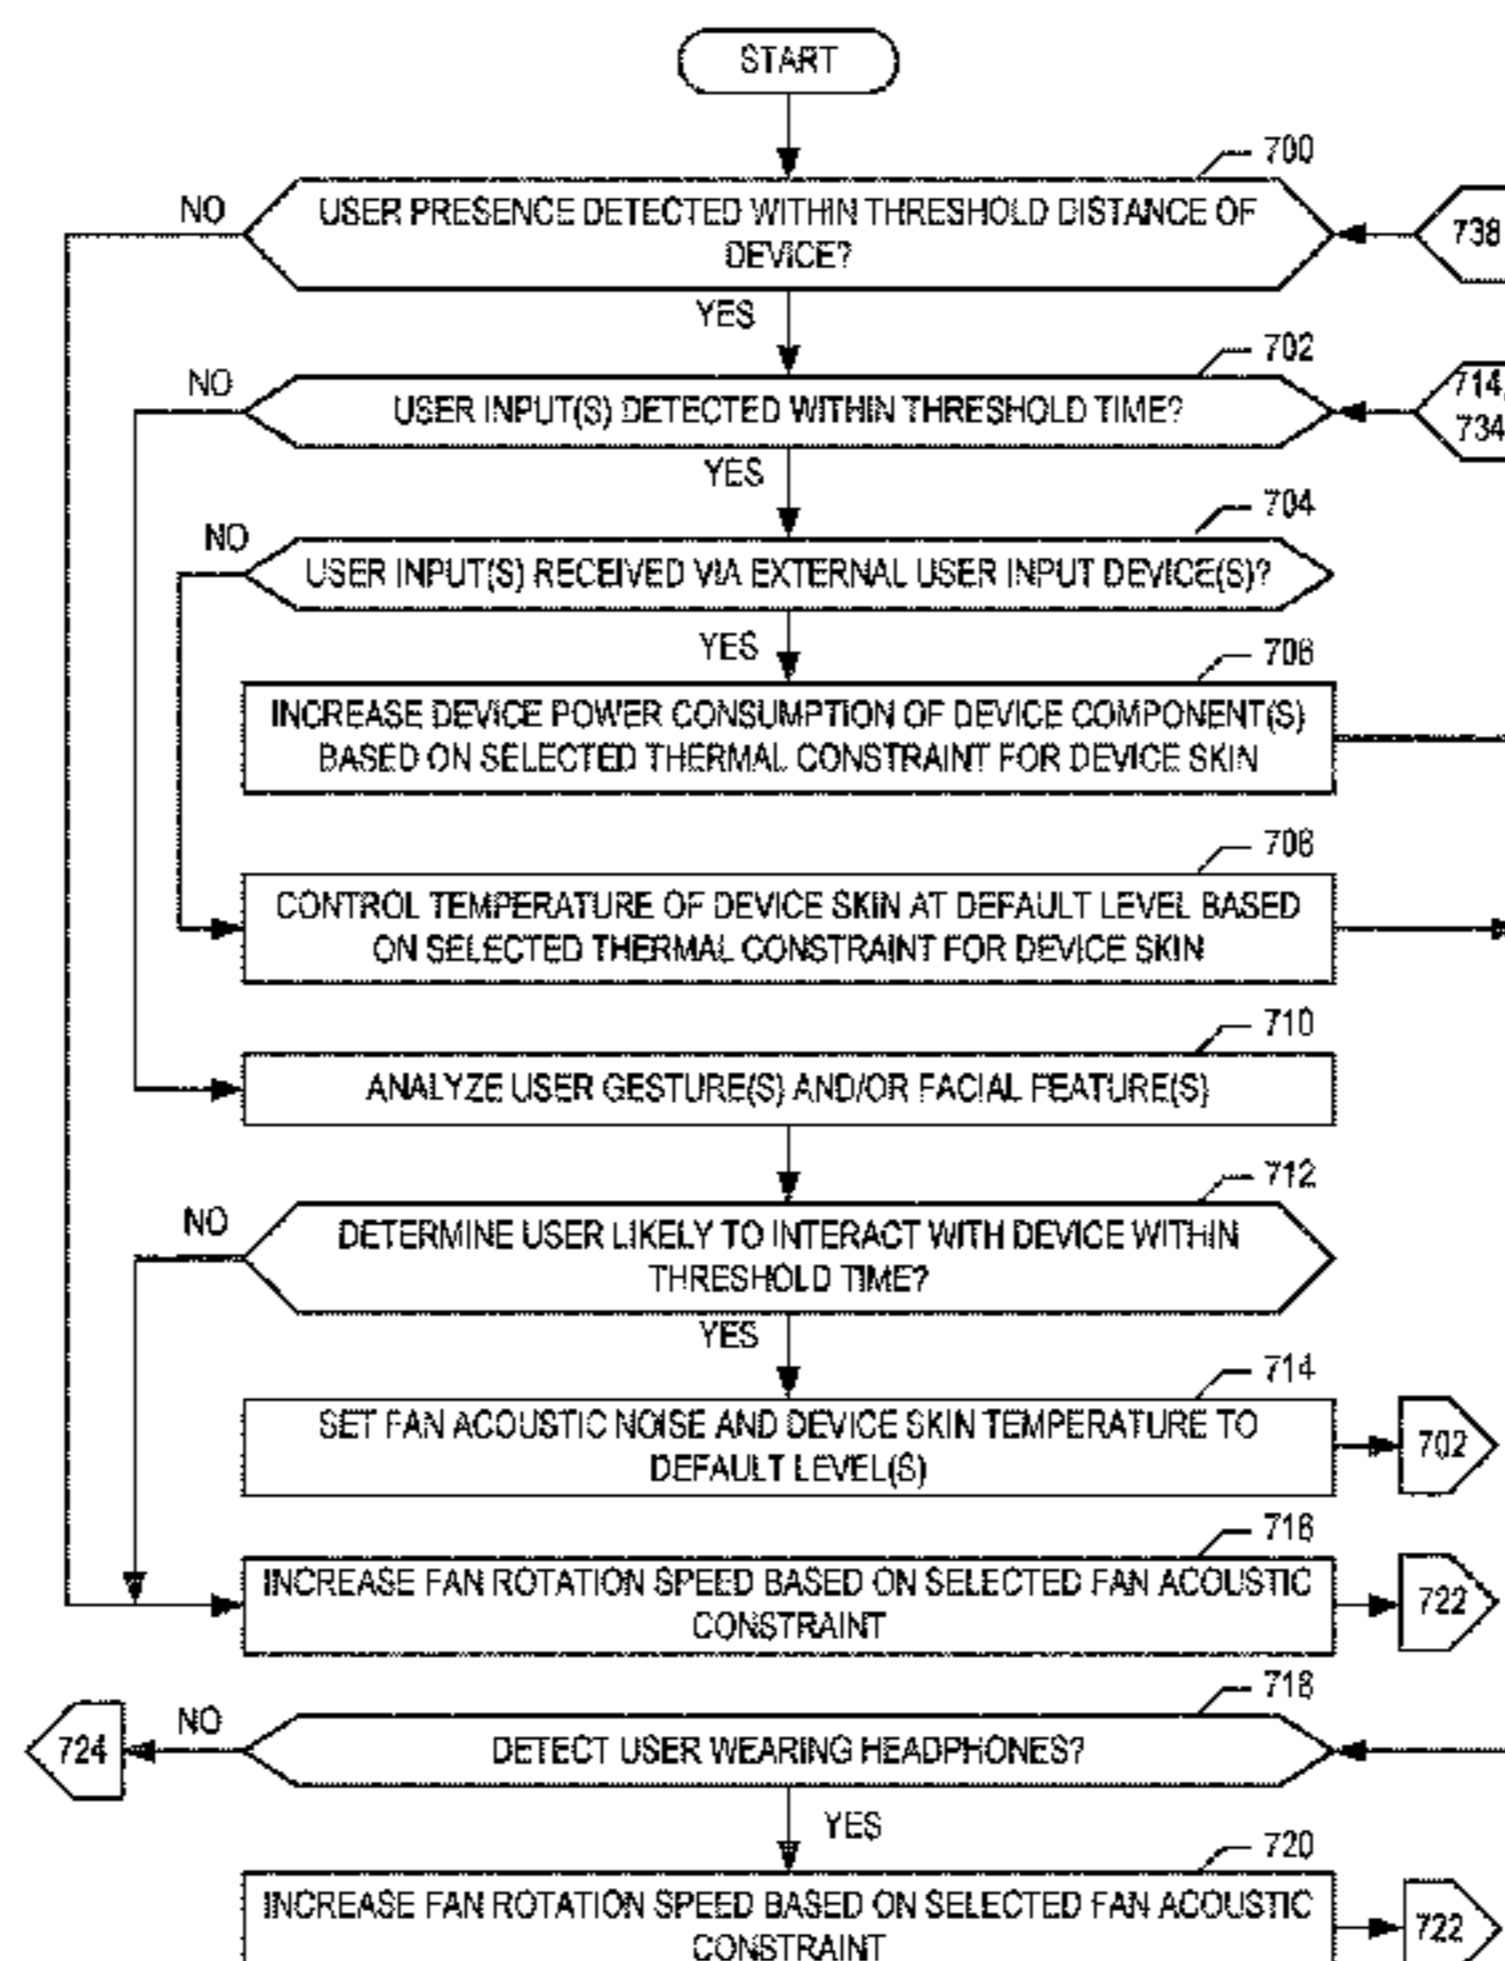 START
700
NO
USER PRESENCE DETECTED WITHIN THRESHOLD DISTANCE OF
DEVICE?
738
YES
702
NO
USER INPUT(S) DETECTED WITHIN THRESHOLD TIME?
714,
734
YES
704
NO
USER INPUT(S) RECEIVED VIA EXTERNAL USER INPUT DEVICE(S)?
YES
706
INCREASE DEVICE POWER CONSUMPTION OF DEVICE COMPONENT(S)
BASED ON SELECTED THERMAL CONSTRAINT FOR DEVICE SKIN
708
CONTROL TEMPERATURE OF DEVICE SKIN AT DEFAULT LEVEL BASED
ON SELECTED THERMAL CONSTRAINT FOR DEVICE SKIN
710
ANALYZE USER GESTURE(S) AND/OR FACIAL FEATURE(S)
712
NO
DETERMINE USER LIKELY TO INTERACT WITH DEVICE WITHIN
THRESHOLD TIME?
YES
714
SET FAN ACOUSTIC NOISE AND DEVICE SKIN TEMPERATURE TO
DEFAULT LEVEL(S)
702
716
INCREASE FAN ROTATION SPEED BASED ON SELECTED FAN ACOUSTIC
CONSTRAINT
722
718
724
NO
DETECT USER WEARING HEADPHONES?
YES
720
INCREASE FAN ROTATION SPEED BASED ON SELECTED FAN ACOUSTIC
CONSTRAINT
722